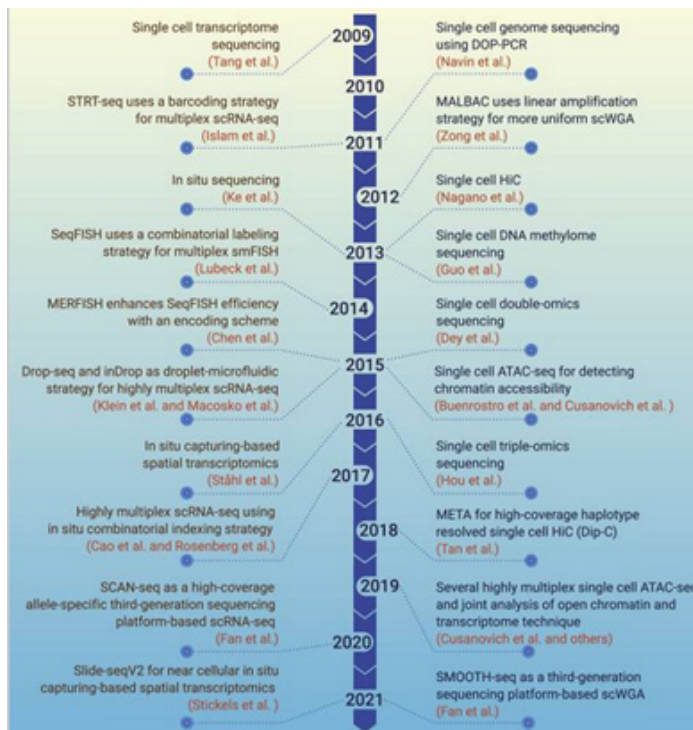 Single cell transcriptome
sequencing
(Tang et al.)
2009
Single cell genome sequencing
using DOP-PCR
(Navin et al.)
2010
STRT-seq uses a barcoding strategy
for multiplex scRNA-seq
(Islam et al.)
MALBAC uses linear amplification
strategy for more uniform scWGA
(Zong et al.)
2011
In situ sequencing
(Ke et al.)
2012
Single cell HiC
(Nagano et al.)
SeqFISH uses a combinatorial labeling
strategy for multiplex smFISH
(Lubeck et al.)
2013
Single cell DNA methylome
sequencing
(Guo et al.)
2014
MERFISH enhances SeqFISH efficiency
with an encoding scheme
(Chen et al.)
Single cell double-omics
sequencing
(Dey et al.)
2015
Drop-seq and inDrop as droplet-microfluidic
strategy for highly multiplex scRNA-seq
(Klein et al. and Macosko et al.)
Single cell ATAC-seq for detecting
chromatin accessibility
(Buenrostro et al. and Cusanovich et al. )
2016
In situ capturing-based
spatial transcriptomics
(Ståhl et al.)
Single cell triple-omics
sequencing
(Hou et al.)
2017
Highly multiplex scRNA-seq using
in situ combinatorial indexing strategy
(Cao et al. and Rosenberg et al.)
2018
META for high-coverage haplotype
resolved single cell HiC (Dip-C)
(Tan et al.)
2019
SCAN-seq as a high-coverage
allele-specific third-generation sequencing
platform-based scRNA-seq
(Fan et al.)
Several highly multiplex single cell ATAC-seq
and joint analysis of open chromatin and
transcriptome technique
(Cusanovich et al. and others)
2020
Slide-seqV2 for near cellular in situ
capturing-based spatial transcriptomics
(Stickels et al. )
2021
SMOOTH-seq as a third-generation
sequencing platform-based scWGA
(Fan et al.)